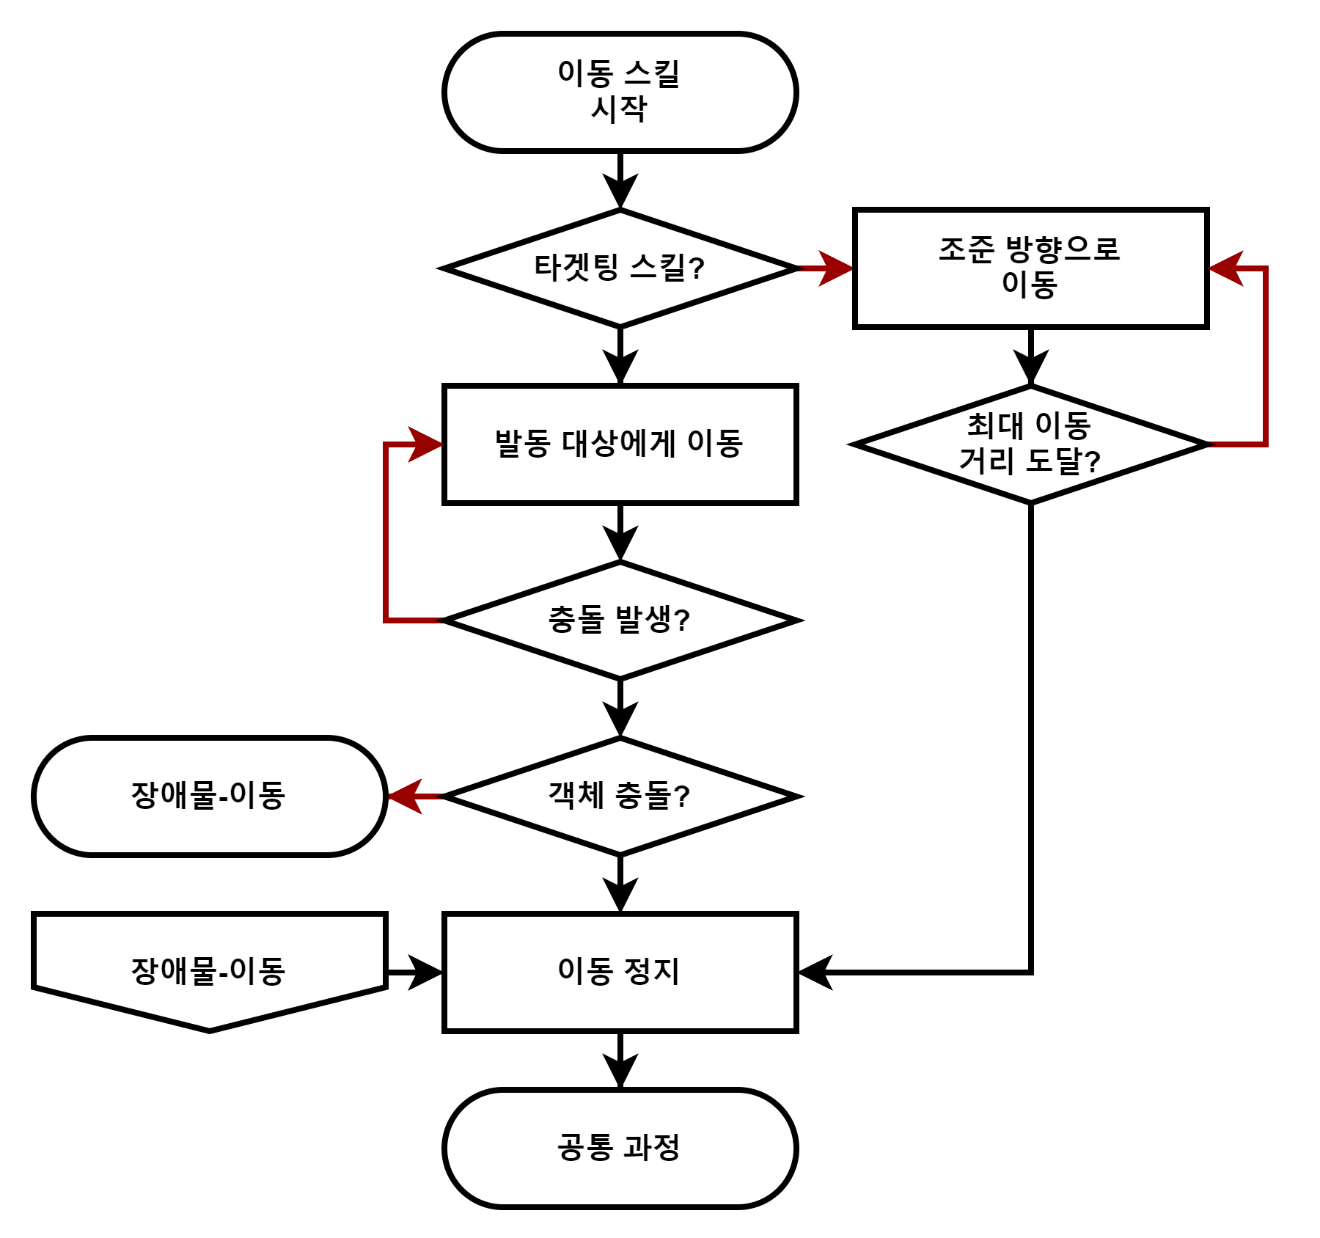 이동 스킬
시작
타겟팅 스킬?
조준 방향으로
이동
발동 대상에게 이동
최대 이동
거리 도달?
충돌 발생?
객체 충돌?
장애물-이동
장애물-이동
이동 정지
공통 과정